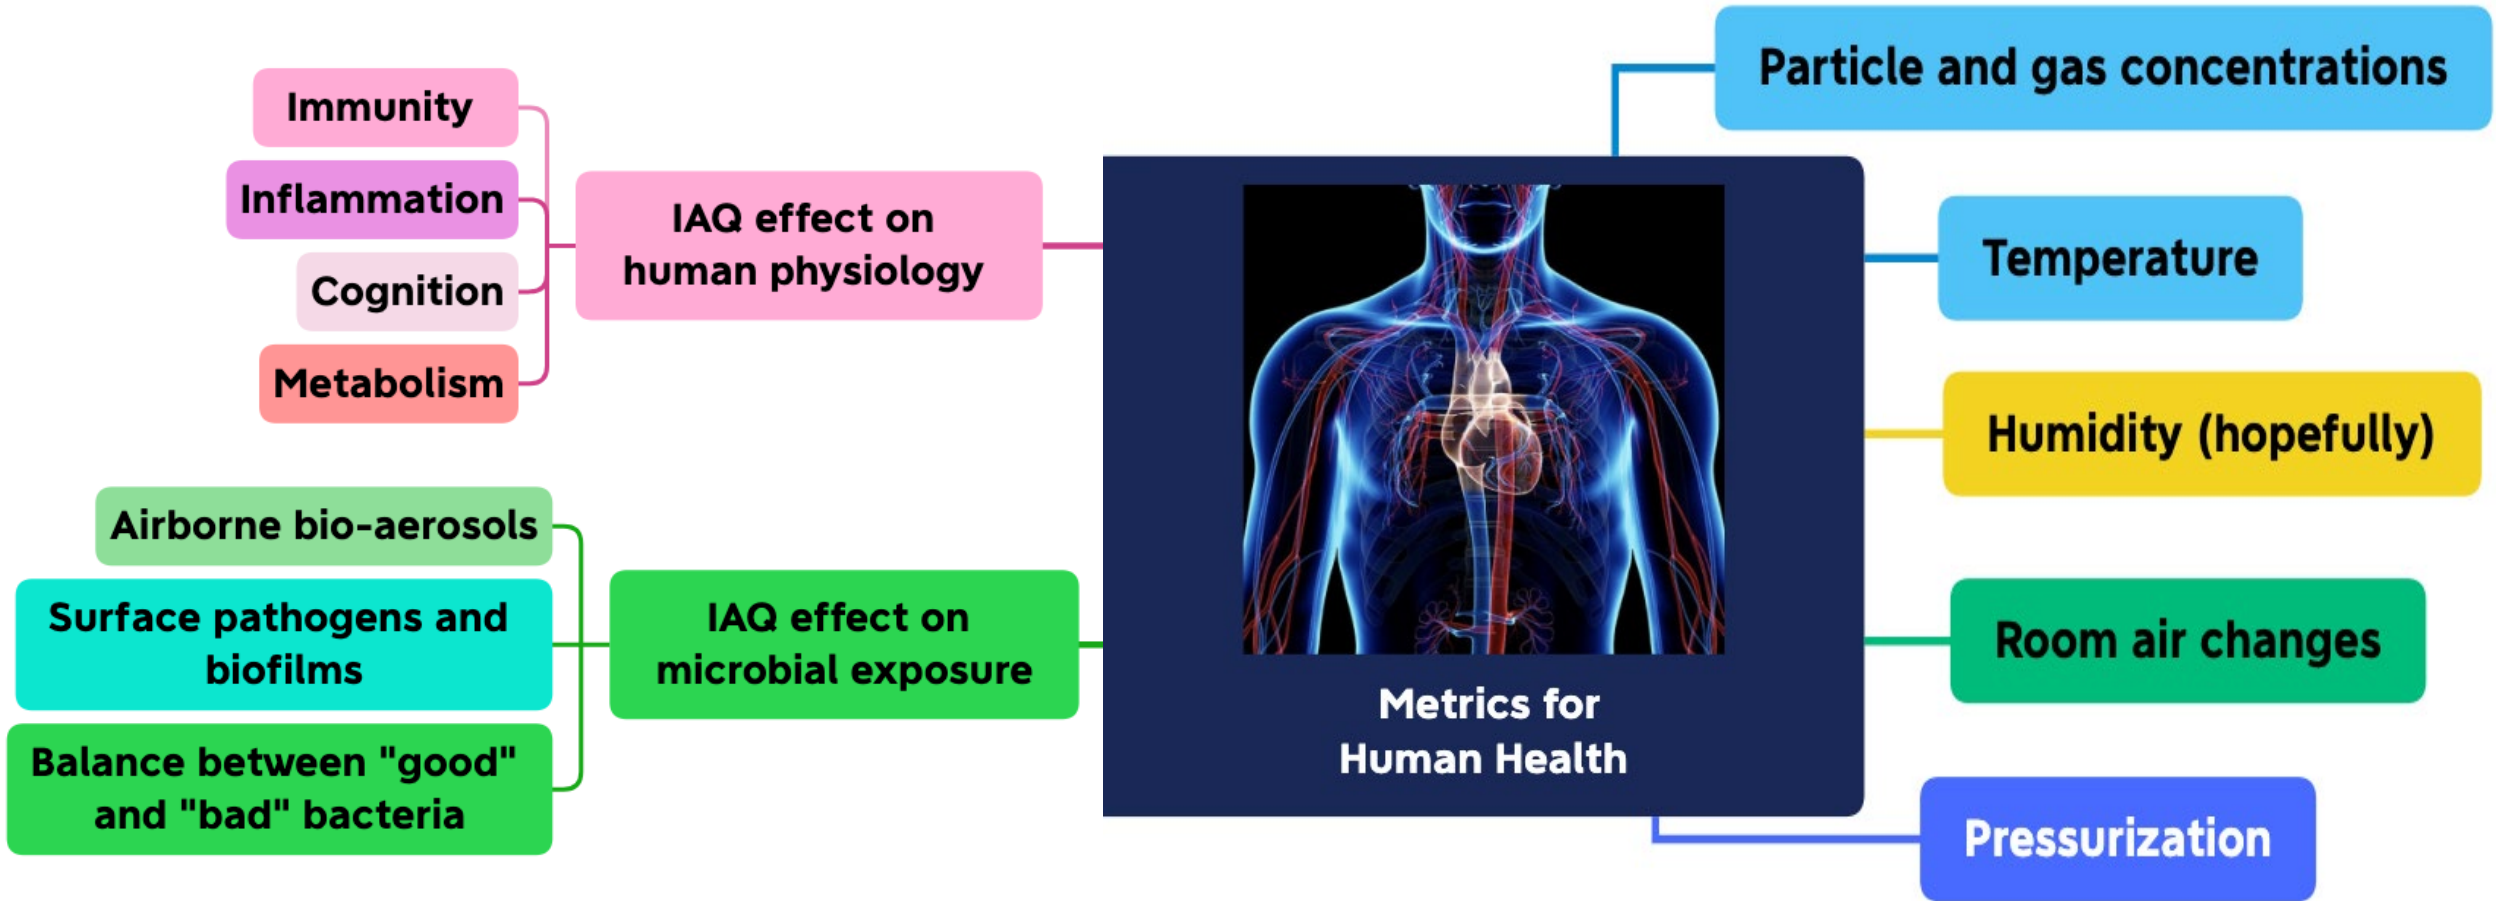 Immunity
Inflammation
Cognition
Metabolism
IAQ effect on
human physiology
Airborne bio-aerosols
Surface pathogens and
biofilms
Balance between "good"
and "bad" bacteria
IAQ effect on
microbial exposure
Metrics for
Human Health
Particle and gas concentrations
Temperature
Humidity (hopefully)
Room air changes
Pressurization